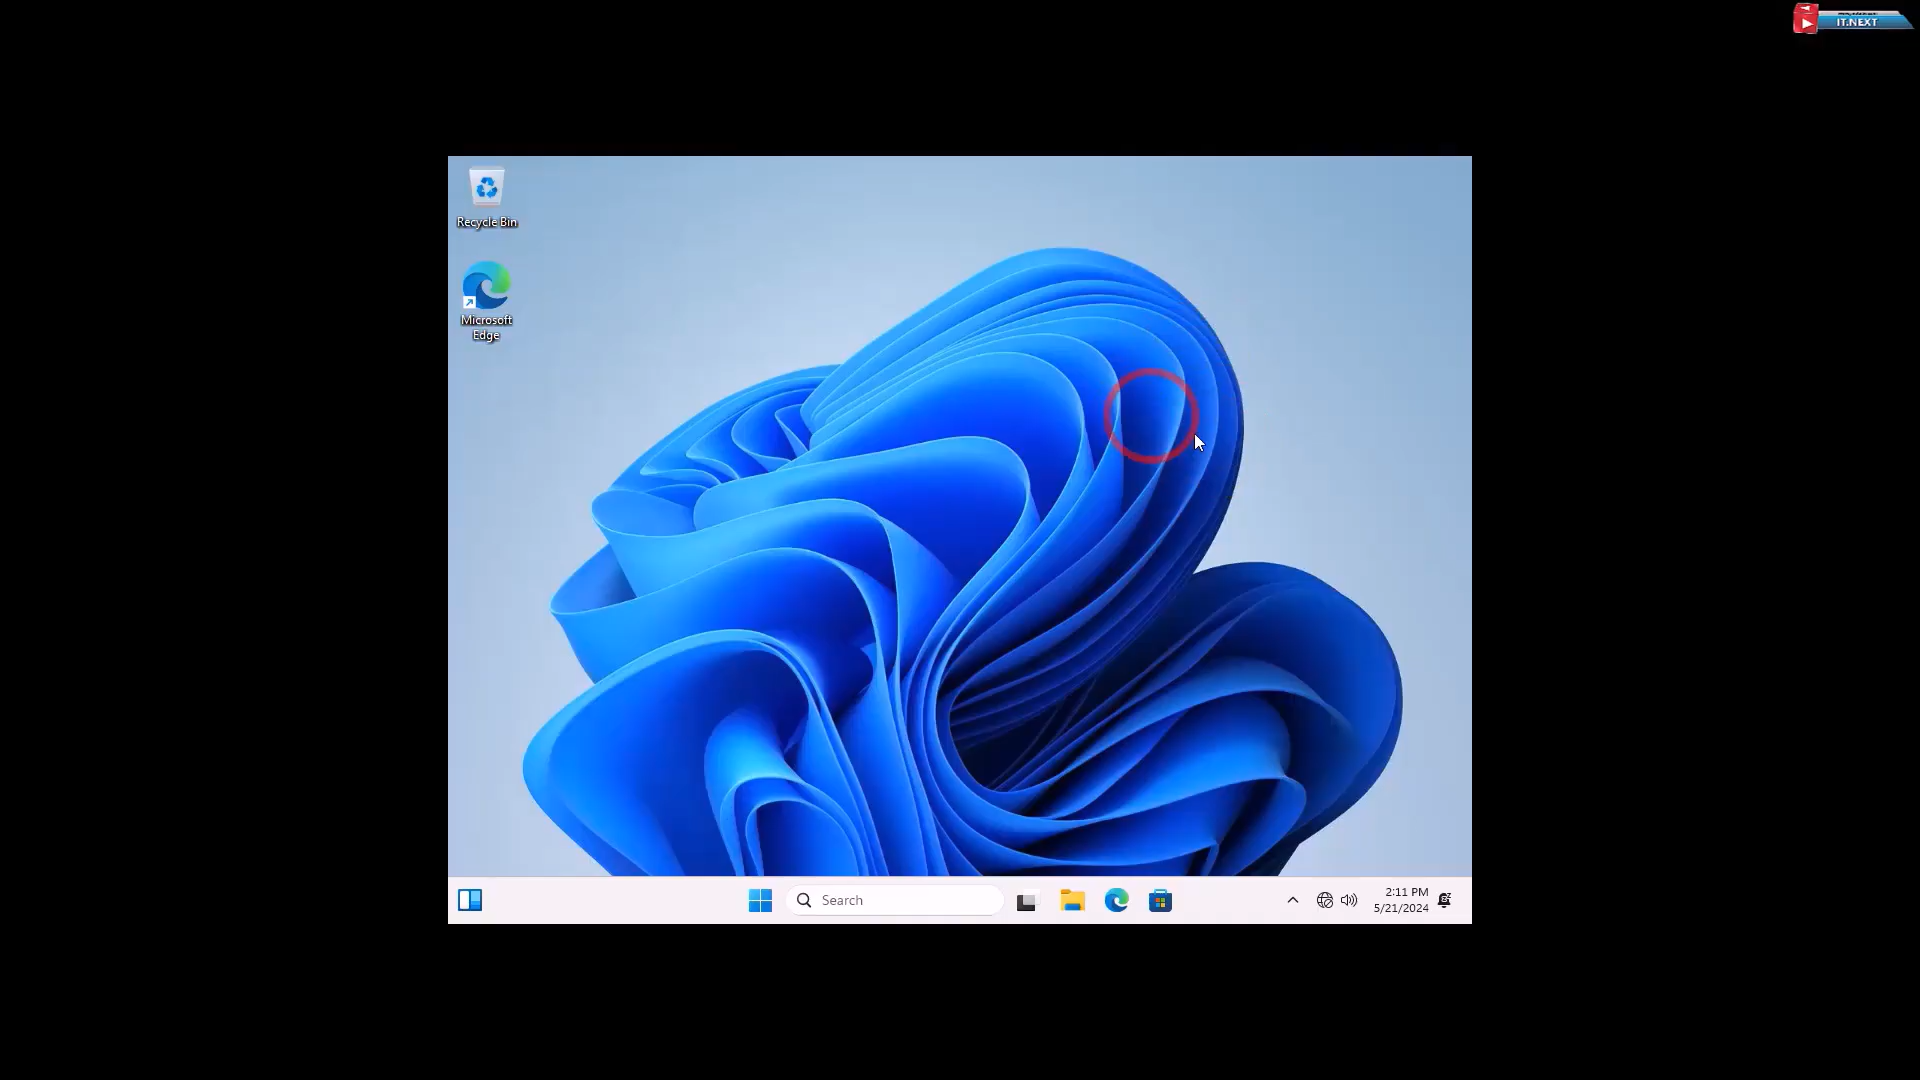 IT.NEXT
Recycle Bin
Microsoft
Edge
Search
2:11 PM
5/21/2024